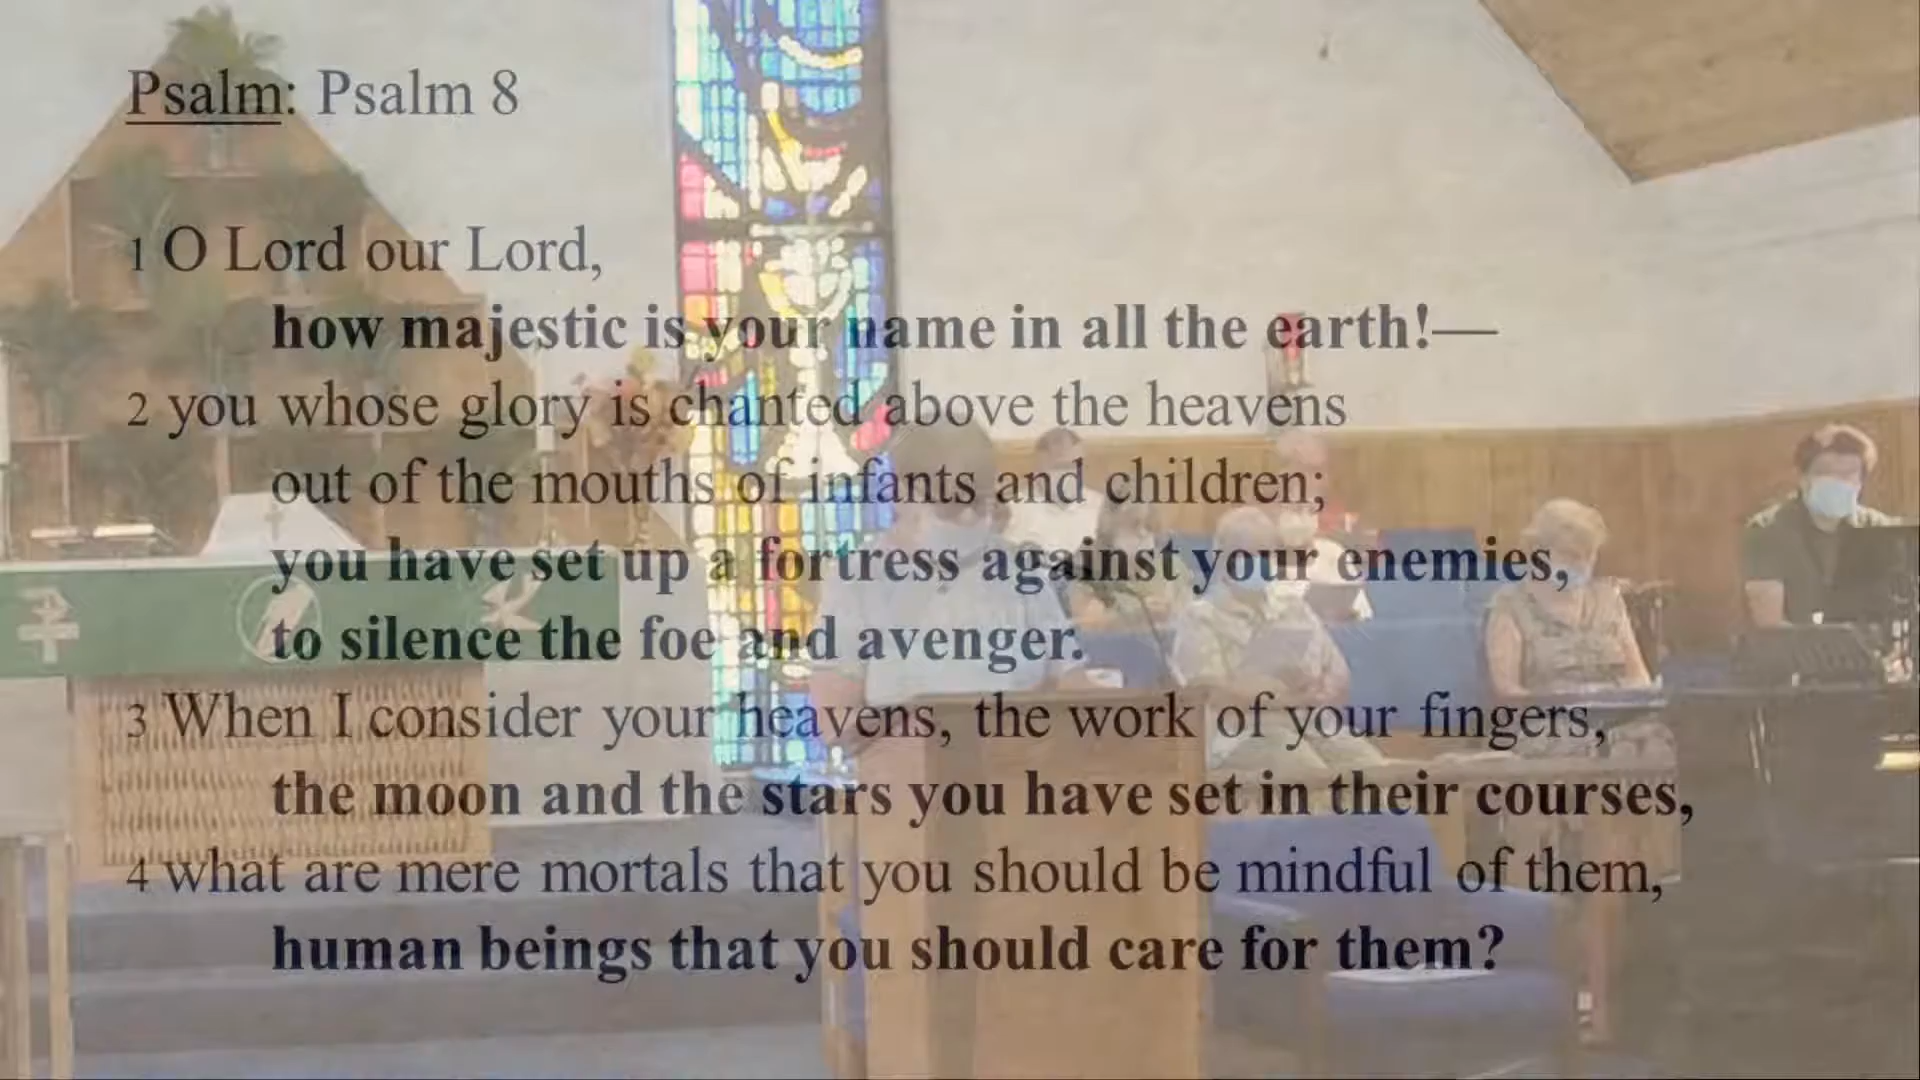 Psalm: Psalm 8
1 O Lord our Lord,
how majestic is your name in all the earth!—
2 you whose glory is chanted above the heavens
out of the mouths of infants and children;
you have set up a fortress against your enemies,
to silence the foe and avenger.
3 When I consider your heavens, the work of your fingers,
the moon and the stars you have set in their courses,
4 what are mere mortals that you should be mindful of them,
human beings that you should care for them?